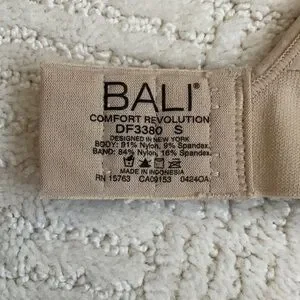 BALI
COMFORT REVOLUTION
DF3380 S
DESIGNED IN NEW YORK
BODY: 91% Nylon, 9% Spandex
BAND: 84% Nylon, 16% Spandex
MADE IN INDONESIA
RN 15763 CA09153 0424OA